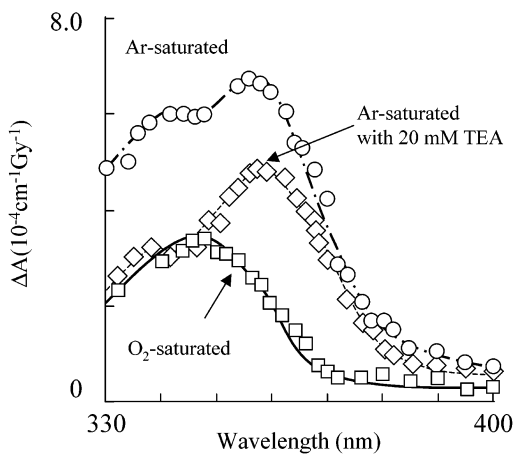 8.0
Ar-saturated
Ar-saturated
with 20 mM TEA
ΔA(10⁻⁴cm⁻¹Gy⁻¹)
O₂-saturated
0
330
400
Wavelength (nm)